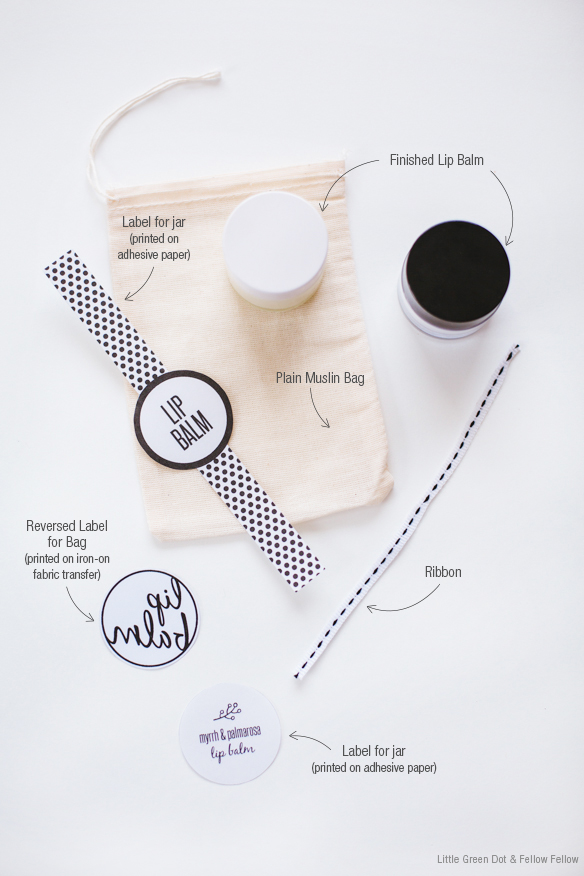 Finished Lip Balm
Label for jar
(printed on
adhesive paper)
Plain Muslin Bag
LIP
BALM
Reversed Label
for Bag
(printed on iron-on
fabric transfer)
lip
balm
Ribbon
myrrh & palmarosa
lip balm
Label for jar
(printed on adhesive paper)
Little Green Dot & Fellow Fellow